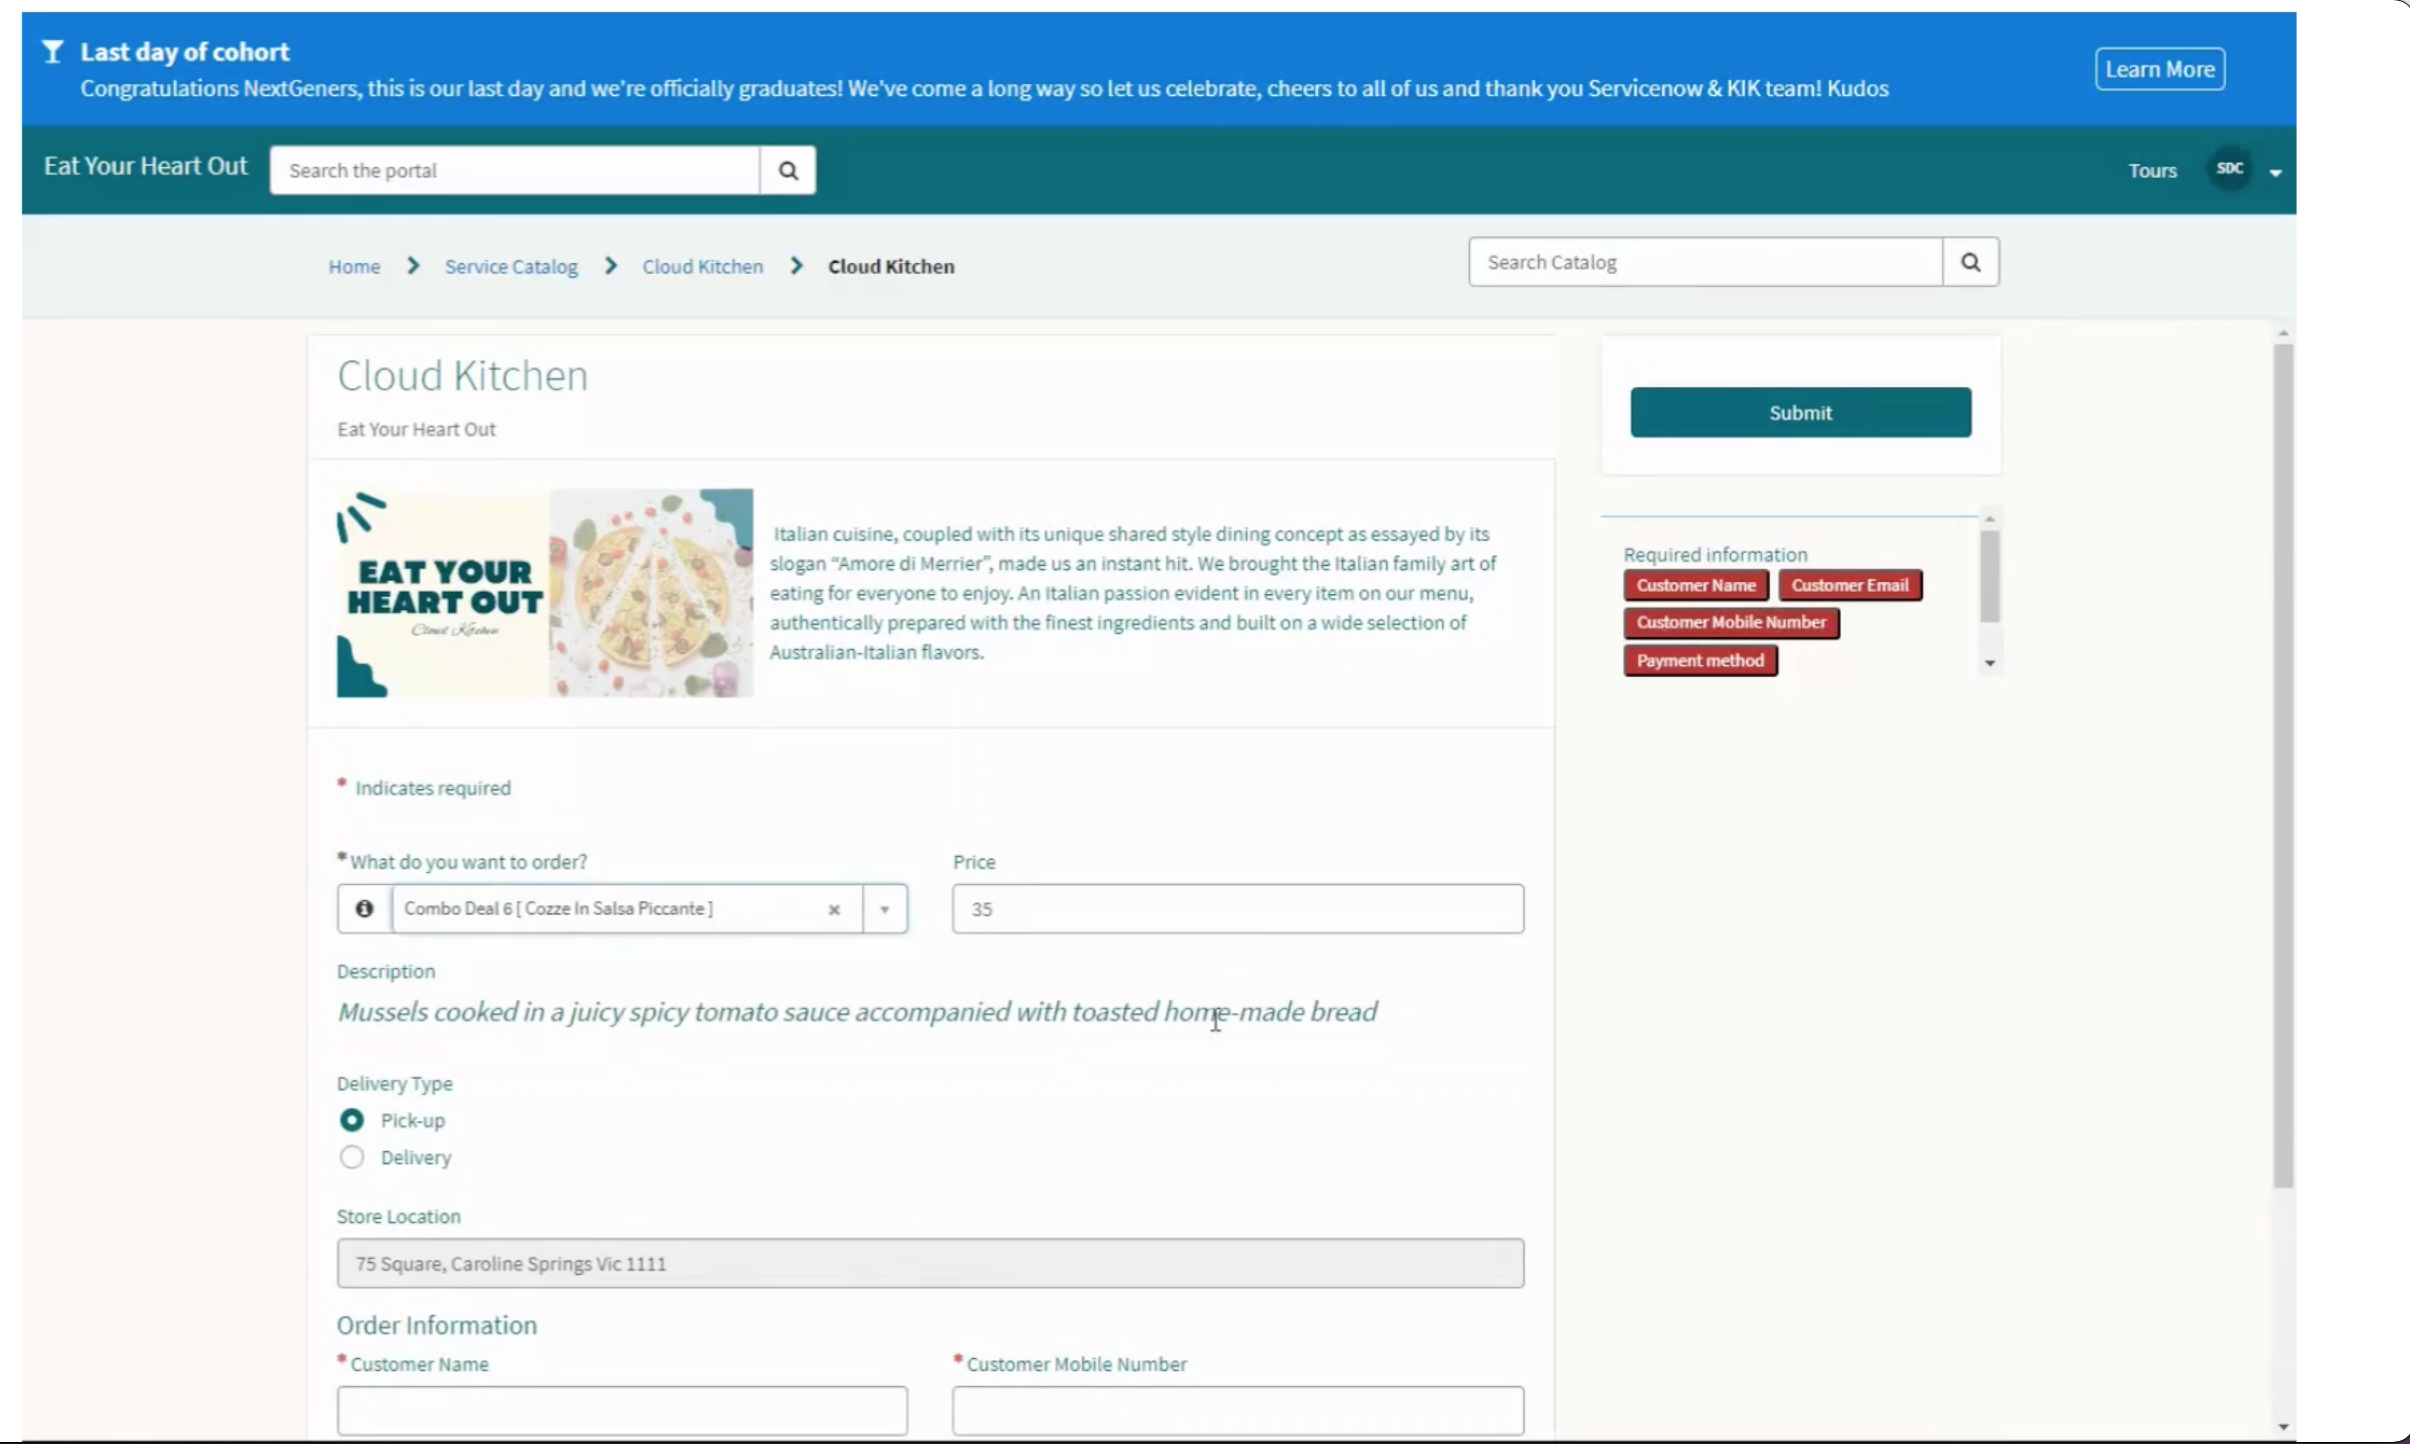 Last day of cohort
Congratulations NextGeners, this is our last day and we're officially graduates! We've come a long way so let us celebrate, cheers to all of us and thank you Servicenow & KIK team! Kudos
Learn More
Eat Your Heart Out
Search the portal
Tours
SDC
Home
Service Catalog
Cloud Kitchen
Cloud Kitchen
Search Catalog
Cloud Kitchen
Eat Your Heart Out
Submit
EAT YOUR
HEART OUT
Cloud Kitchen
Italian cuisine, coupled with its unique shared style dining concept as essayed by its
slogan “Amore di Merrier”, made us an instant hit. We brought the Italian family art of
eating for everyone to enjoy. An Italian passion evident in every item on our menu,
authentically prepared with the finest ingredients and built on a wide selection of
Australian-Italian flavors.
Required information
Customer Name Customer Email
Customer Mobile Number
Payment method
* Indicates required
*What do you want to order?
Price
Combo Deal 6 [ Cozze In Salsa Piccante ]
35
Description
Mussels cooked in a juicy spicy tomato sauce accompanied with toasted home-made bread
Delivery Type
Pick-up
Delivery
Store Location
75 Square, Caroline Springs Vic 1111
Order Information
*Customer Name
*Customer Mobile Number